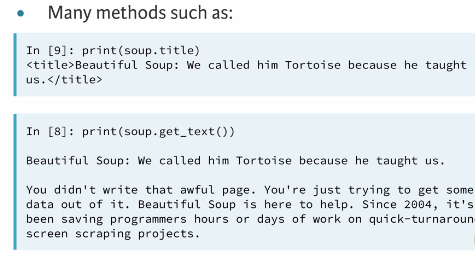 • Many methods such as:
In [9]: print(soup.title)
<title>Beautiful Soup: We called him Tortoise because he taught
us.</title>
In [8]: print(soup.get_text())
Beautiful Soup: We called him Tortoise because he taught us.
You didn't write that awful page. You're just trying to get some
data out of it. Beautiful Soup is here to help. Since 2004, it's
been saving programmers hours or days of work on
screen scraping projects.